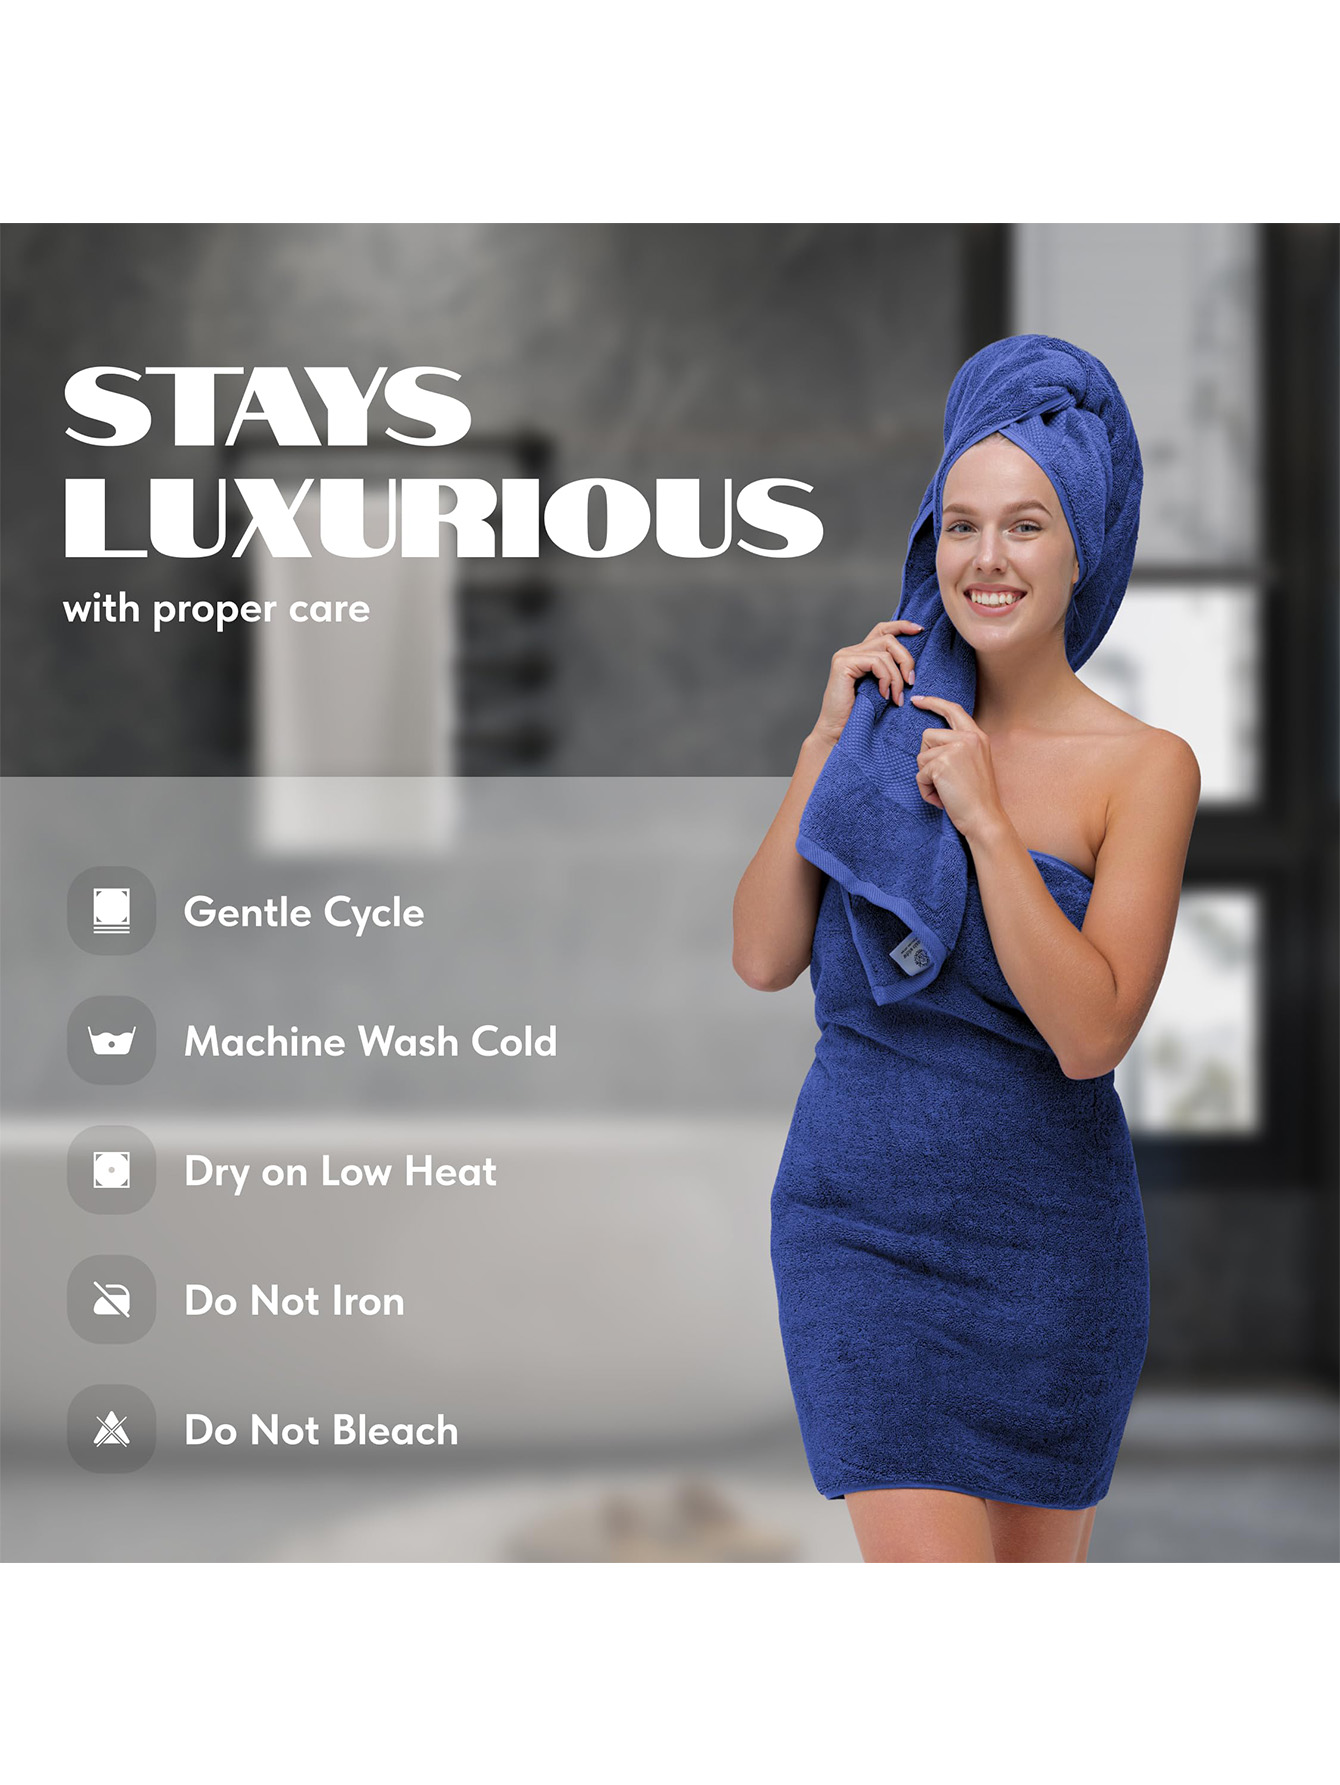 STAYS
LUXURIOUS
with proper care
Gentle Cycle
Machine Wash Cold
Dry on Low Heat
Do Not Iron
Do Not Bleach